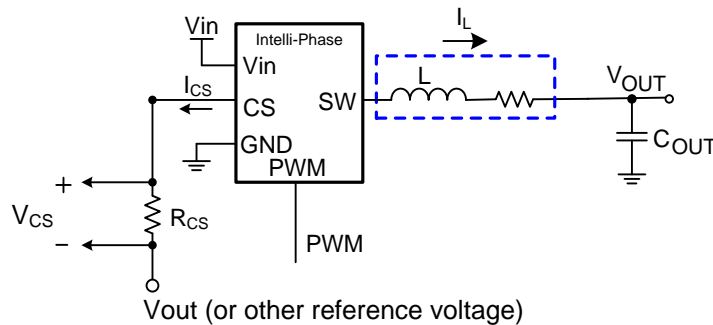 Vin
Intelli-Phase
I_L
Vin
L
V_OUT
I_CS
CS
SW
GND
C_OUT
PWM
+
V_CS
R_CS
−
PWM
Vout (or other reference voltage)